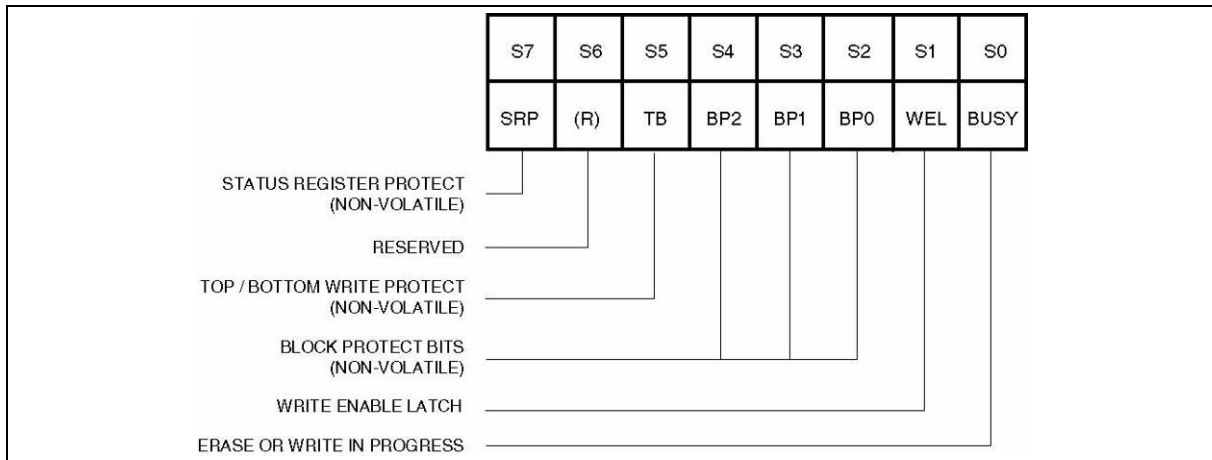 S7 S6 S5 S4 S3 S2 S1 S0
SRP (R) TB BP2 BP1 BP0 WEL BUSY
STATUS REGISTER PROTECT
(NON-VOLATILE)
RESERVED
TOP / BOTTOM WRITE PROTECT
(NON-VOLATILE)
BLOCK PROTECT BITS
(NON-VOLATILE)
WRITE ENABLE LATCH
ERASE OR WRITE IN PROGRESS